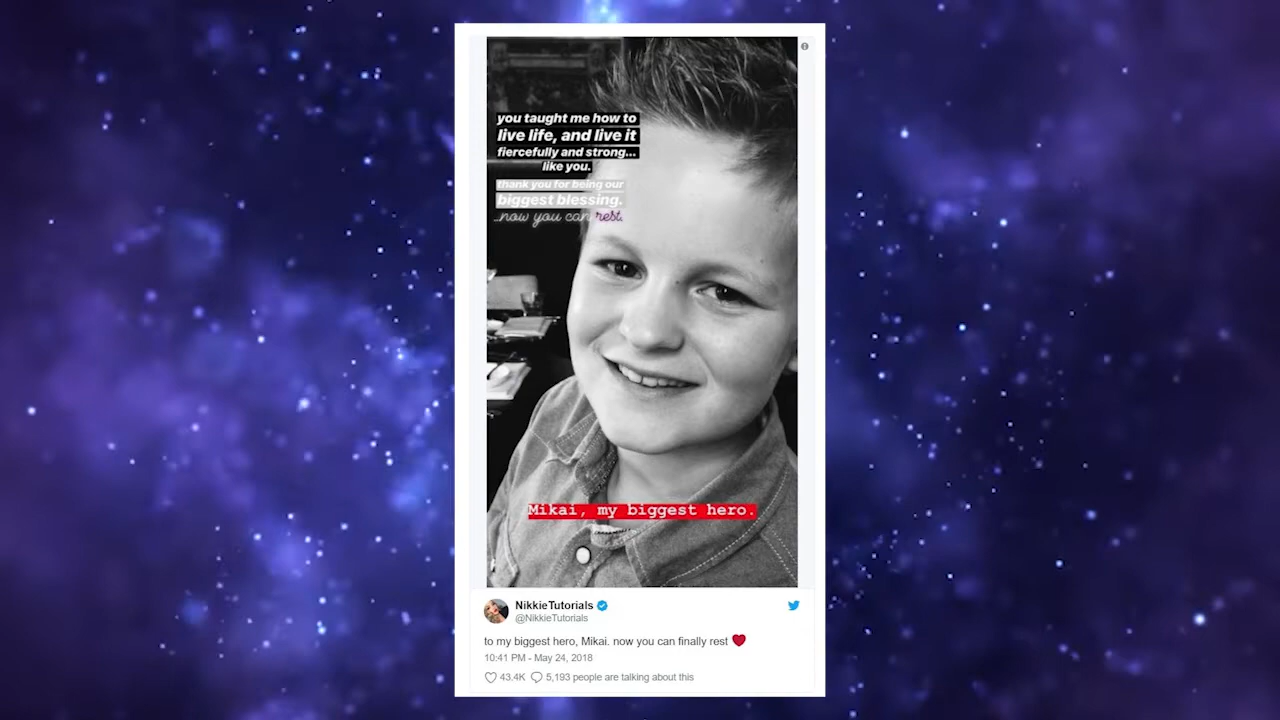 you taught me how to
live life, and live it
fiercefully and strong...
like you.
thank you for being our
biggest blessing.
...now you can rest.
Mikai, my biggest hero.
NikkieTutorials
@NikkieTutorials
to my biggest hero, Mikai. now you can finally rest ❤
10:41 PM - May 24, 2018
43.4K 5,193 people are talking about this